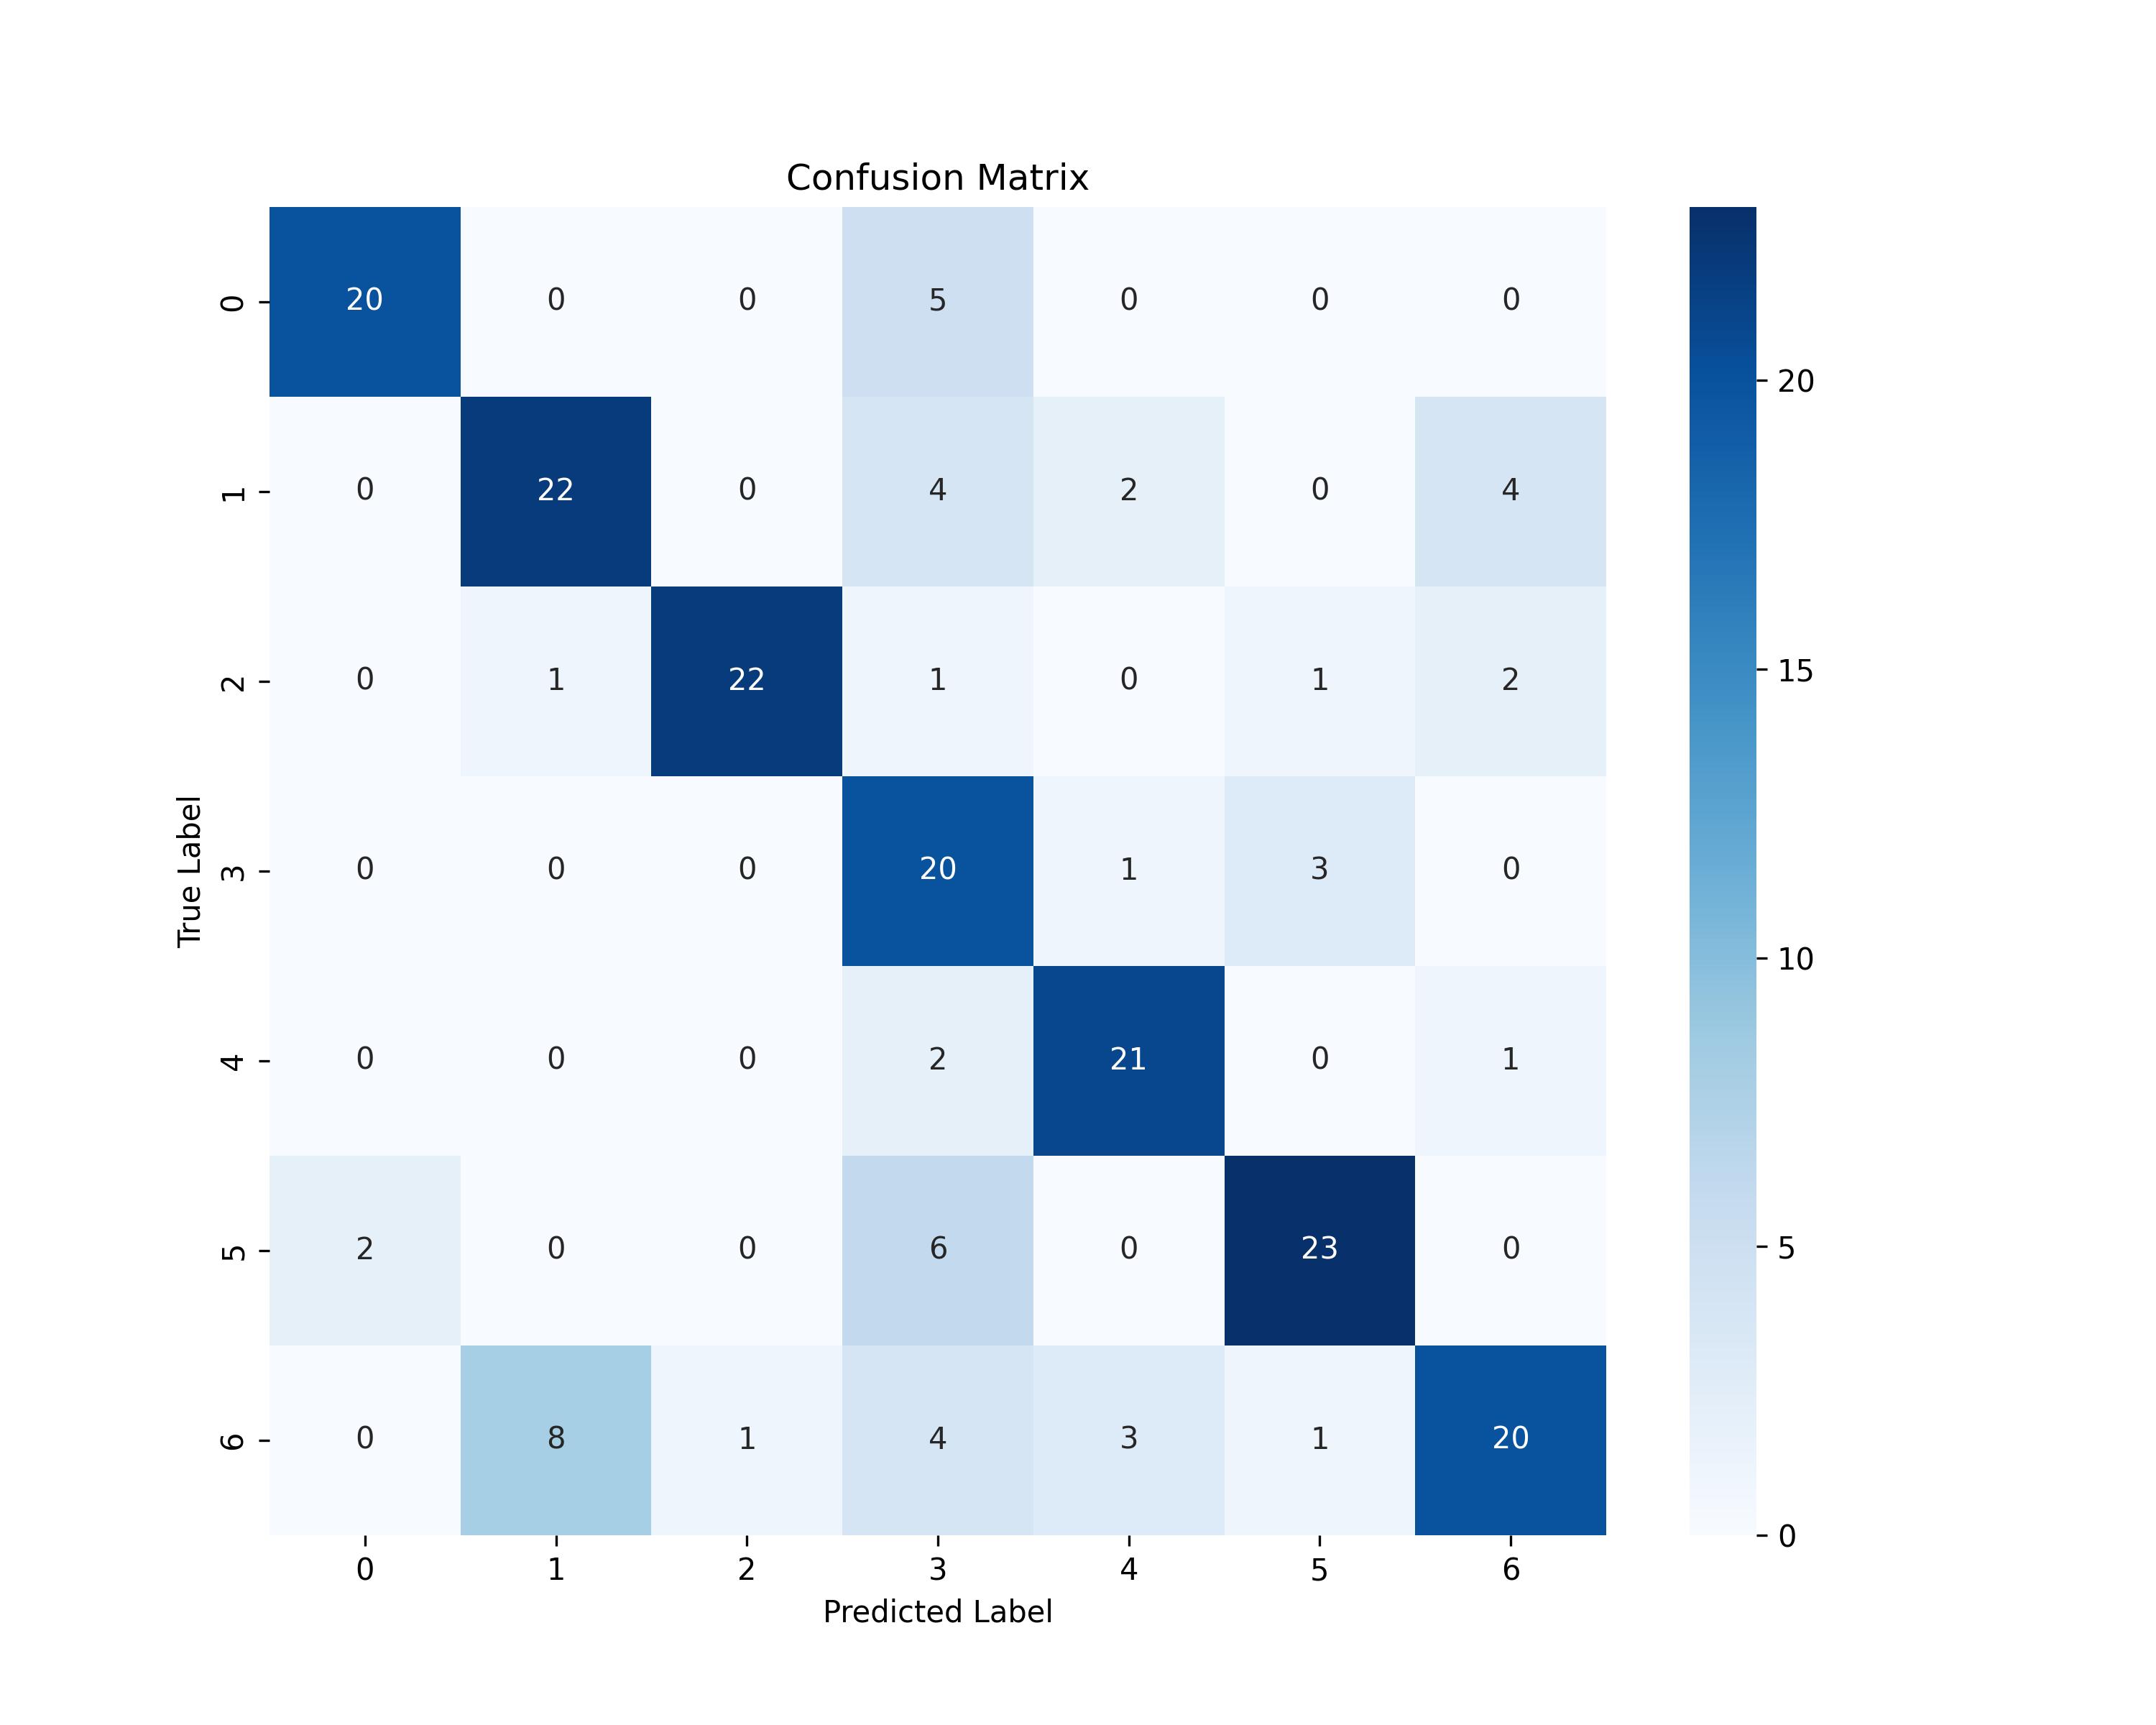 Confusion Matrix
0 20 0 0 5 0 0 0
1 0 22 0 4 2 0 4
2 0 1 22 1 0 1 2
3 0 0 0 20 1 3 0
4 0 0 0 2 21 0 1
5 2 0 0 6 0 23 0
6 0 8 1 4 3 1 20
0 1 2 3 4 5 6
Predicted Label
True Label
20
15
10
5
0